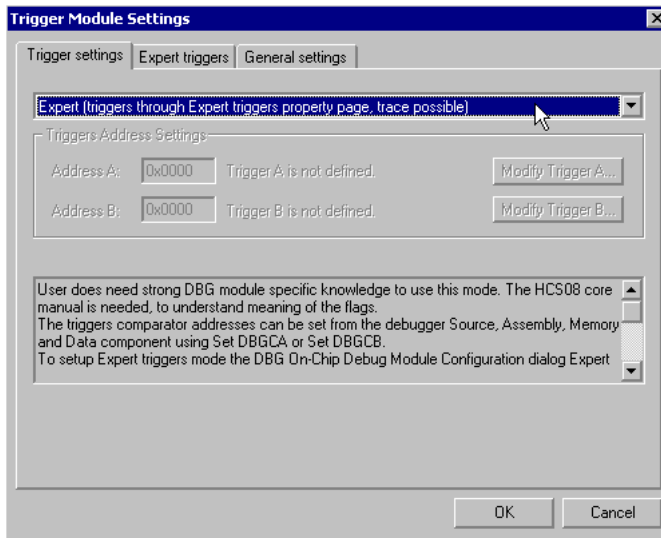 Trigger Module Settings
Trigger settings Expert triggers General settings
Expert (triggers through Expert triggers property page, trace possible)
Triggers Address Settings
Address A: 0x0000 Trigger A is not defined. Modify Trigger A...
Address B: 0x0000 Trigger B is not defined. Modify Trigger B...
User does need strong DBG module specific knowledge to use this mode. The HCS08 core
manual is needed, to understand meaning of the flags.
The triggers comparator addresses can be set from the debugger Source, Assembly, Memory
and Data component using Set DBGCA or Set DBGCB.
To setup Expert triggers mode the DBG On-Chip Debug Module Configuration dialog Expert
OK Cancel